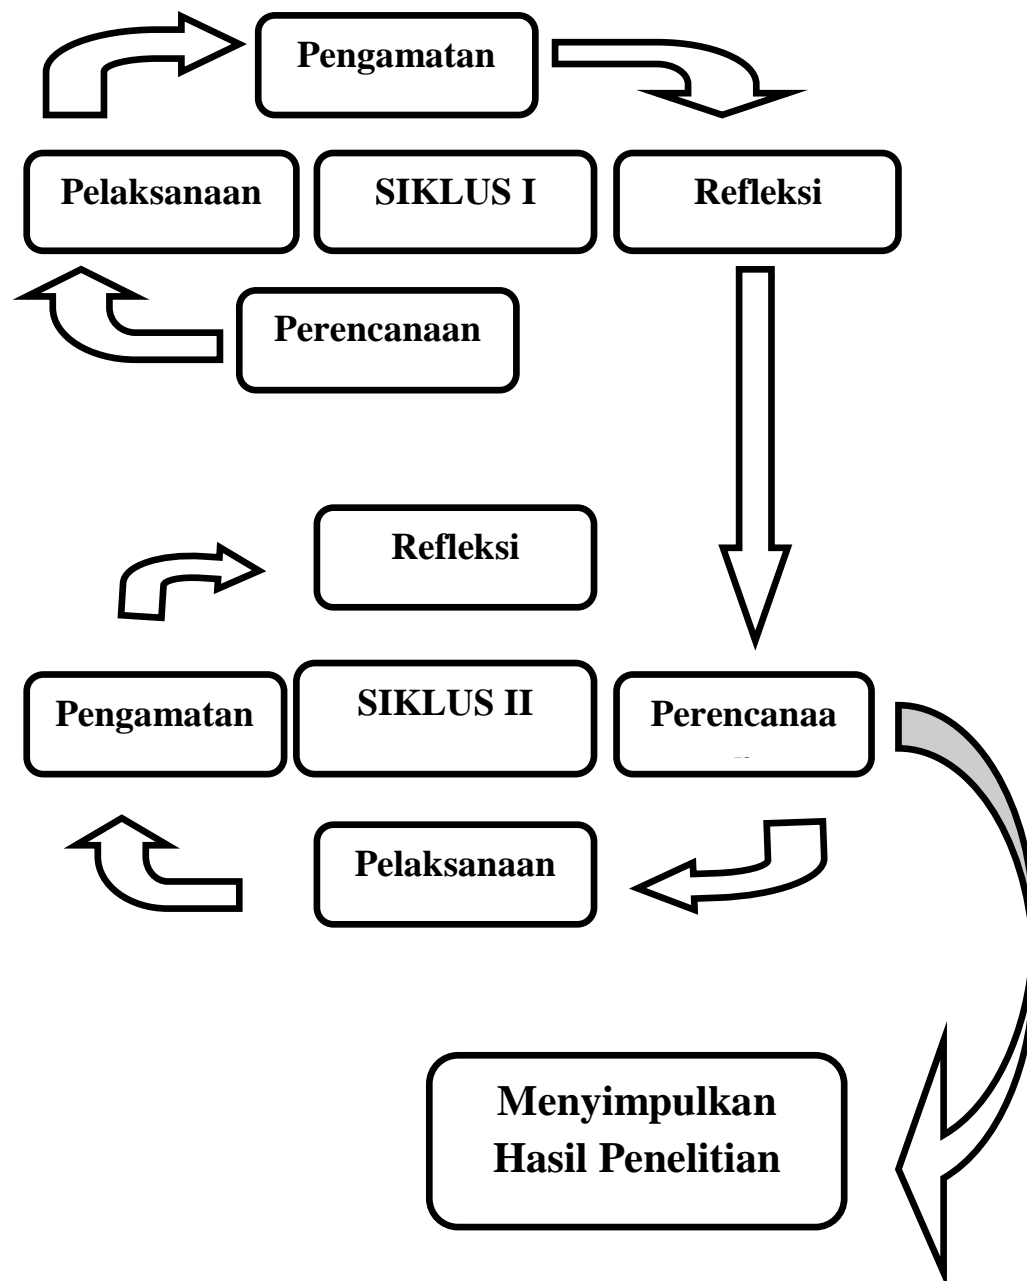 Pengamatan
Pelaksanaan
SIKLUS I
Refleksi
Perencanaan
Refleksi
Pengamatan
SIKLUS II
Perencanaa
Pelaksanaan
Menyimpulkan
Hasil Penelitian